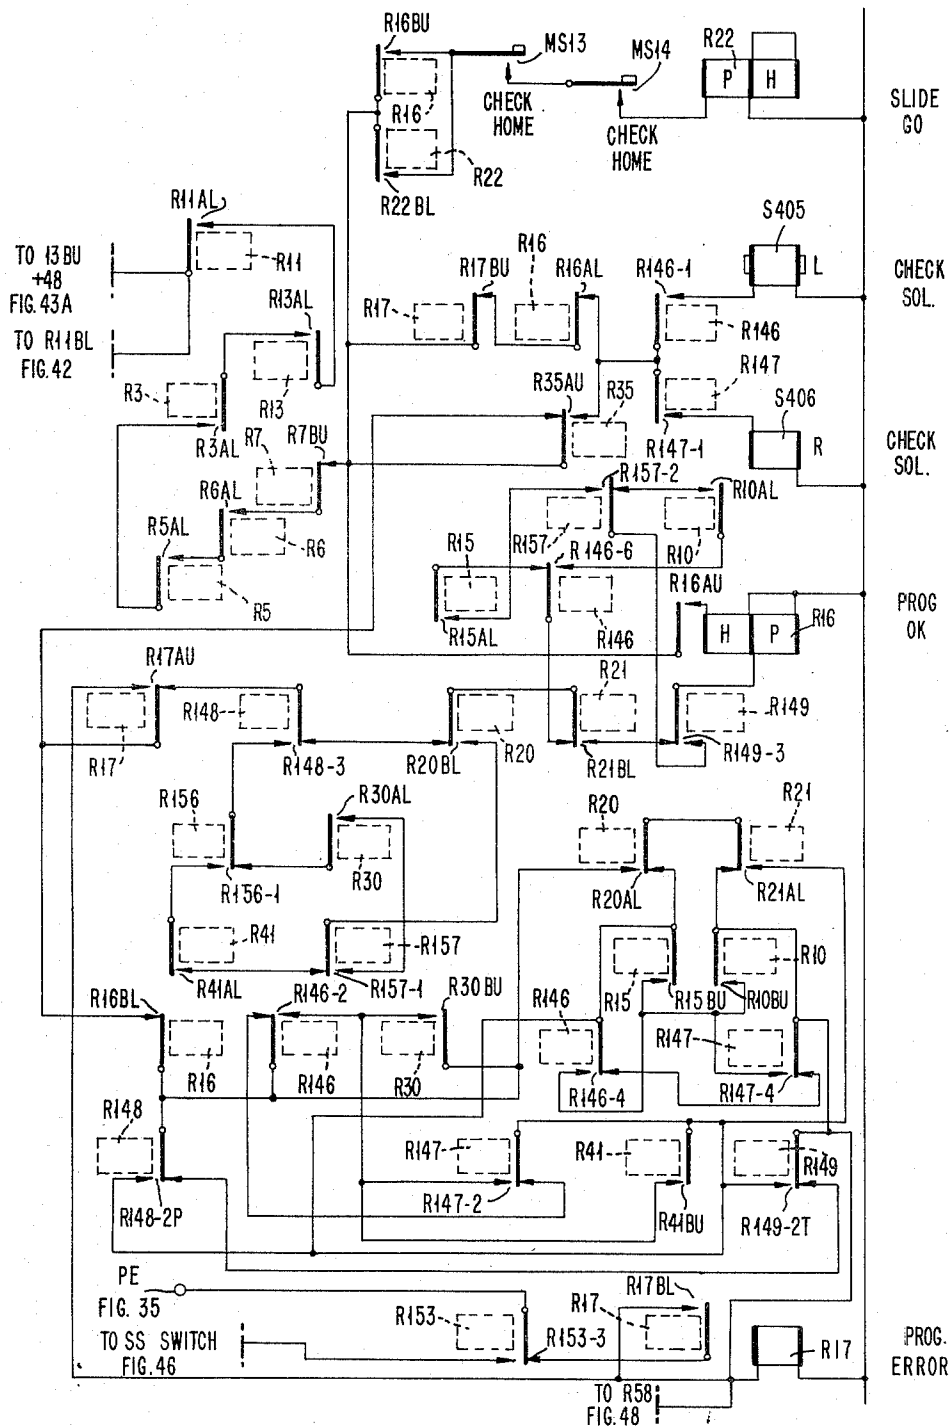 R16BU
MS13
MS14
R22
P
H
SLIDE
GO
R16
CHECK
HOME
CHECK
HOME
R22
R22BL
R11AL
S405
TO 13BU
+48
FIG.43A
R11
R17BU
R16
R16AL
R146-1
L
CHECK
SOL.
R13AL
R17
R146
TO R11BL
FIG.42
R3
R13
R35AU
R35
R147
S406
R3AL
R7
R7BU
R147-1
R
CHECK
SOL.
R6AL
R157-2
R10AL
R5AL
R6
R15
R157
R146-6
R10
R5
R16AU
PROG
OK
R15AL
R146
H
P
R16
R17AU
R148
R21
R149
R17
R148-3
R20BL
R20
R21BL
R149-3
R156
R30AL
R20
R21
R156-1
R30
R20AL
R21AL
R41
R157
R10
R41AL
R157-1
R30BU
R15
R15BU
R10BU
R16BL
R146-2
R146
R147
R16
R146
R30
R146-4
R147-4
R148
R147
R41
R149
R148-2P
R147-2
R41BU
R149-2T
PE
FIG. 35
R17BL
R153
R17
TO SS SWITCH
FIG.46
R153-3
R17
PROG.
ERROR
TO R58
FIG.48